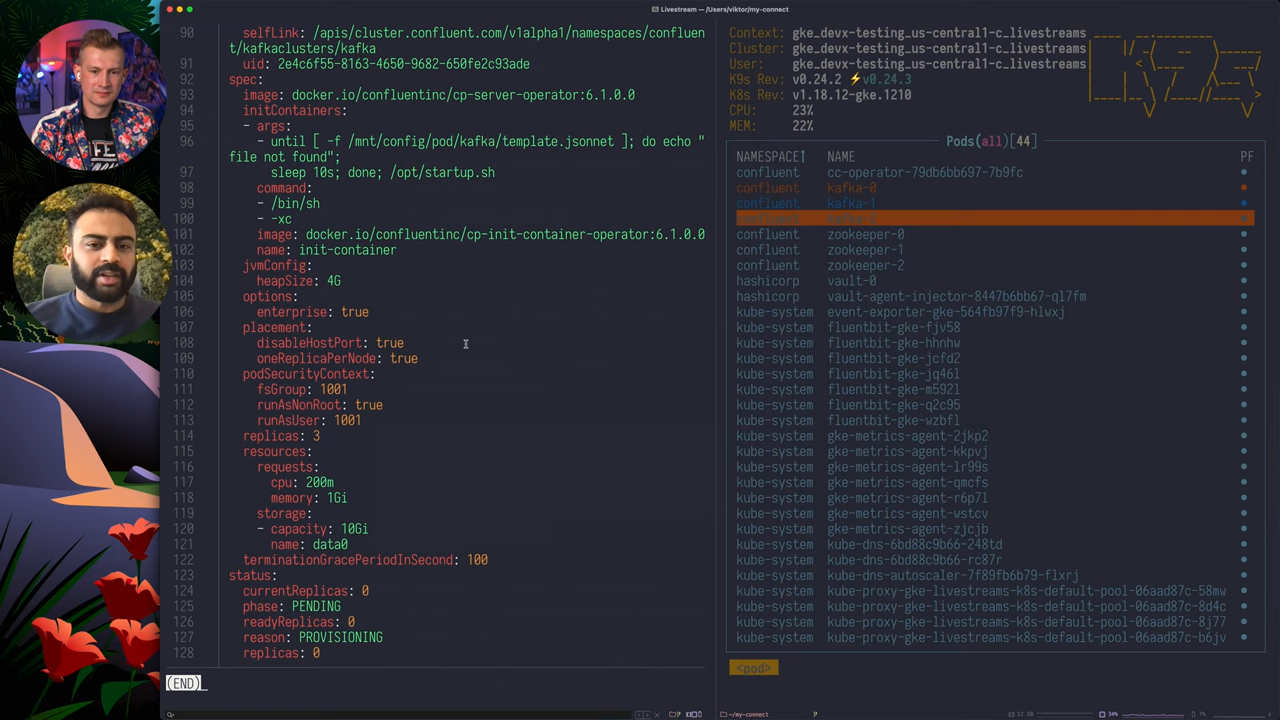 Livestream — /Users/viktor/my-connect
90 selfLink: /apis/cluster.confluent.com/v1alpha1/namespaces/confluen
t/kafkaclusters/kafka
91 uid: 2e4c6f55-8163-4650-9682-650fe2c93ade
92 spec:
93 image: docker.io/confluentinc/cp-server-operator:6.1.0.0
94 initContainers:
95 - args:
96 - until [ -f /mnt/config/pod/kafka/template.jsonnet ]; do echo "
file not found";
97 sleep 10s; done; /opt/startup.sh
98 command:
99 - /bin/sh
100 - -xc
101 image: docker.io/confluentinc/cp-init-container-operator:6.1.0.0
102 name: init-container
103 jvmConfig:
104 heapSize: 4G
105 options:
106 enterprise: true
107 placement:
108 disableHostPort: true
109 oneReplicaPerNode: true
110 podSecurityContext:
111 fsGroup: 1001
112 runAsNonRoot: true
113 runAsUser: 1001
114 replicas: 3
115 resources:
116 requests:
117 cpu: 200m
118 memory: 1Gi
119 storage:
120 - capacity: 10Gi
121 name: data0
122 terminationGracePeriodInSecond: 100
123 status:
124 currentReplicas: 0
125 phase: PENDING
126 readyReplicas: 0
127 reason: PROVISIONING
128 replicas: 0
(END)
Context: gke_devx-testing_us-central1-c_livestreams
Cluster: gke_devx-testing_us-central1-c_livestreams
User: gke_devx-testing_us-central1-c_livestreams
K9s Rev: v0.24.2 ⚡v0.24.3
K8s Rev: v1.18.12-gke.1210
CPU: 23%
MEM: 22%
Pods(all)[44]
NAMESPACE↑ NAME PF
confluent cc-operator-79db6bb697-7b9fc ●
confluent kafka-0 ●
confluent kafka-1 ●
confluent kafka-2 ●
confluent zookeeper-0 ●
confluent zookeeper-1 ●
confluent zookeeper-2 ●
hashicorp vault-0 ●
hashicorp vault-agent-injector-8447b6bb67-ql7fm ●
kube-system event-exporter-gke-564fb97f9-hlwxj ●
kube-system fluentbit-gke-fjv58 ●
kube-system fluentbit-gke-hhnhw ●
kube-system fluentbit-gke-jcfd2 ●
kube-system fluentbit-gke-jq46l ●
kube-system fluentbit-gke-m592l ●
kube-system fluentbit-gke-q2c95 ●
kube-system fluentbit-gke-wzbfl ●
kube-system gke-metrics-agent-2jkp2 ●
kube-system gke-metrics-agent-kkpvj ●
kube-system gke-metrics-agent-lr99s ●
kube-system gke-metrics-agent-qmcfs ●
kube-system gke-metrics-agent-r6p7l ●
kube-system gke-metrics-agent-wstcv ●
kube-system gke-metrics-agent-zjcjb ●
kube-system kube-dns-6bd88c9b66-248td ●
kube-system kube-dns-6bd88c9b66-rc87r ●
kube-system kube-dns-autoscaler-7f89fb6b79-flxrj ●
kube-system kube-proxy-gke-livestreams-k8s-default-pool-06aad87c-58mw ●
kube-system kube-proxy-gke-livestreams-k8s-default-pool-06aad87c-8d4c ●
kube-system kube-proxy-gke-livestreams-k8s-default-pool-06aad87c-8j77 ●
kube-system kube-proxy-gke-livestreams-k8s-default-pool-06aad87c-b6jv ●
<pod>
~/my-connect
34%